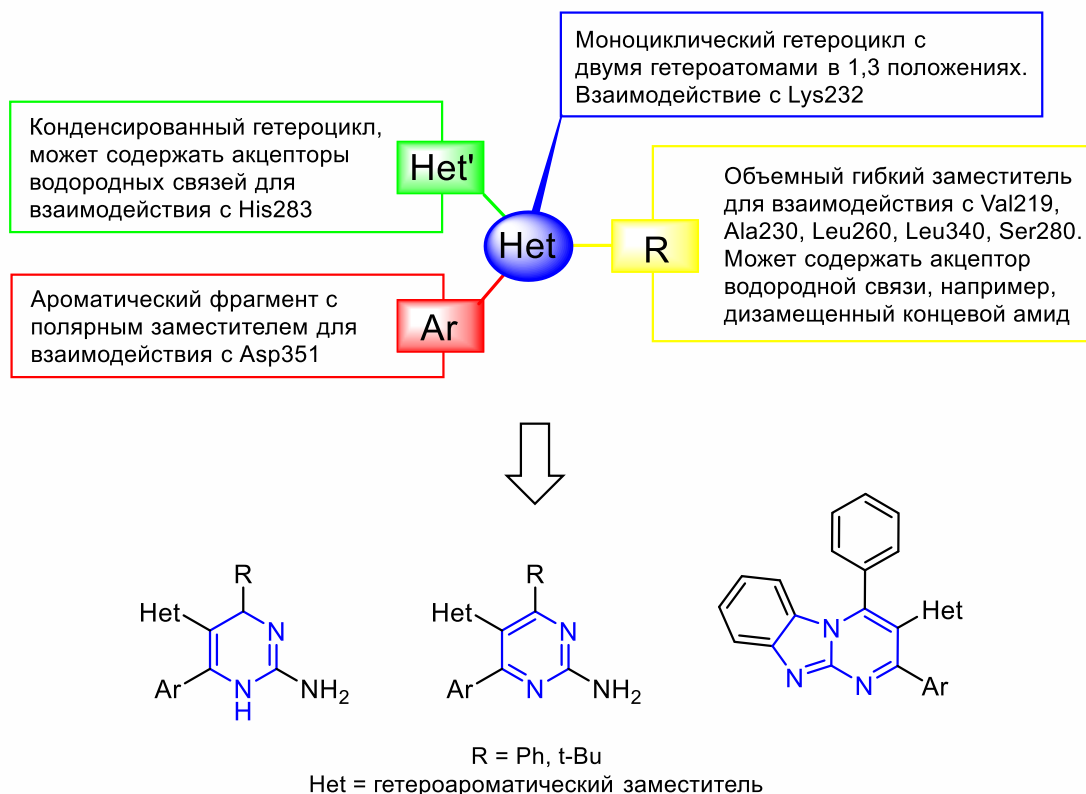 Моноциклический гетероцикл с
двумя гетероатомами в 1,3 положениях.
Взаимодействие с Lys232
Конденсированный гетероцикл,
может содержать акцепторы
водородных связей для
взаимодействия с His283
Het'
Het
R
Объемный гибкий заместитель
для взаимодействия с Val219,
Ala230, Leu260, Leu340, Ser280.
Может содержать акцептор
водородной связи, например,
дизамещенный концевой амид
Ароматический фрагмент с
полярным заместителем для
взаимодействия с Asp351
Ar
R
Het
N
Ar
N
H
NH2
R
Het
N
Ar
N
NH2
N
Het
N
N
Ar
R = Ph, t-Bu
Het = гетероароматический заместитель